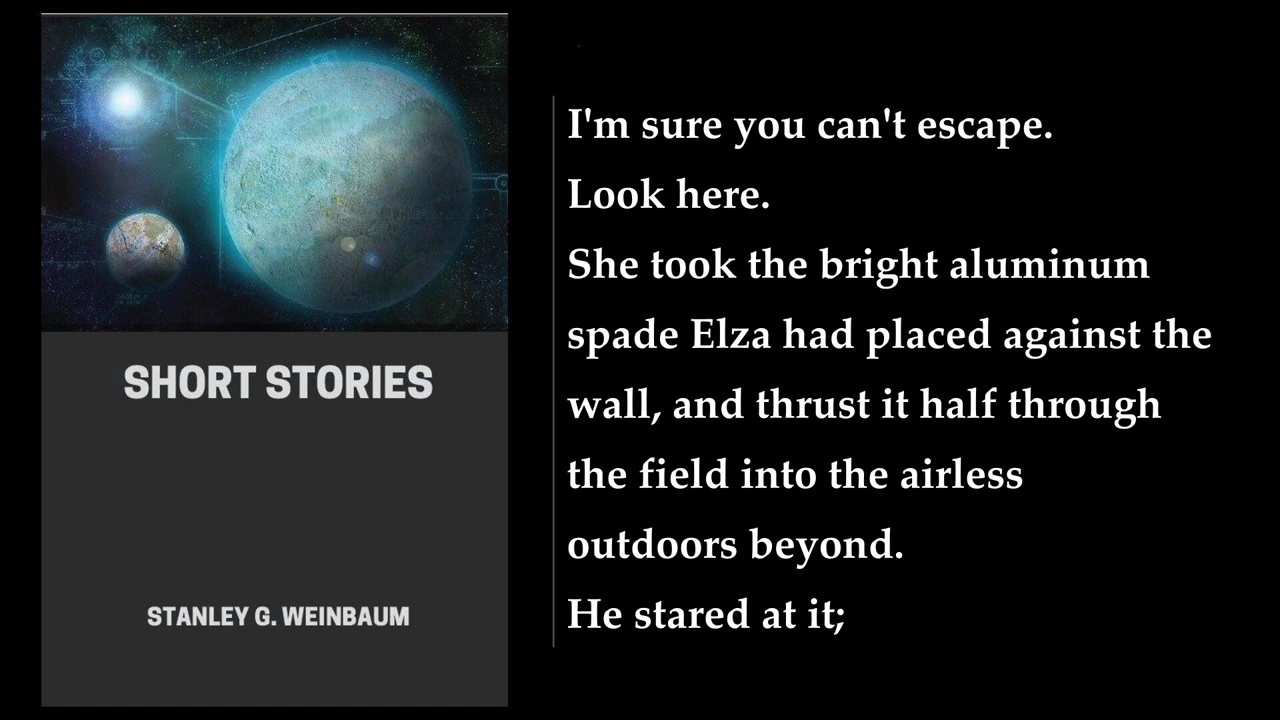 SHORT STORIES
STANLEY G. WEINBAUM
I'm sure you can't escape.
Look here.
She took the bright aluminum
spade Elza had placed against the
wall, and thrust it half through
the field into the airless
outdoors beyond.
He stared at it;